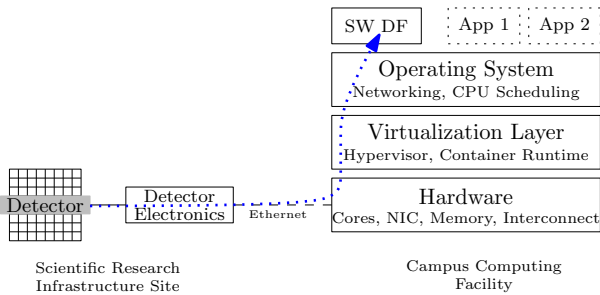 SW DF
App 1
App 2
Operating System
Networking, CPU Scheduling
Virtualization Layer
Hypervisor, Container Runtime
Hardware
Cores, NIC, Memory, Interconnect
Detector
Detector
Electronics
Ethernet
Scientific Research
Infrastructure Site
Campus Computing
Facility